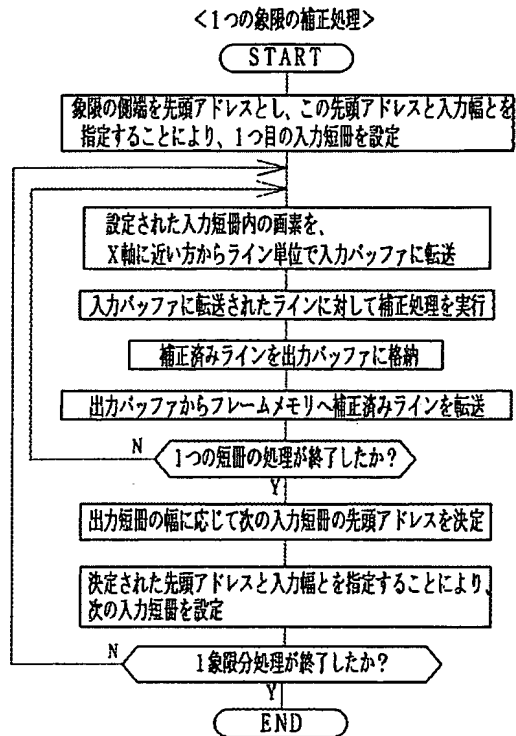 <1つの象限の補正処理>
START
象限の側端を先頭アドレスとし、この先頭アドレスと入力幅とを
指定することにより、1つ目の入力短冊を設定
設定された入力短冊内の画素を、
X軸に近い方からライン単位で入力バッファに転送
入力バッファに転送されたラインに対して補正処理を実行
補正済みラインを出力バッファに格納
出力バッファからフレームメモリへ補正済みラインを転送
N
1つの短冊の処理が終了したか?
Y
出力短冊の幅に応じて次の入力短冊の先頭アドレスを決定
決定された先頭アドレスと入力幅とを指定することにより、
次の入力短冊を設定
N
1象限分処理が終了したか?
Y
END